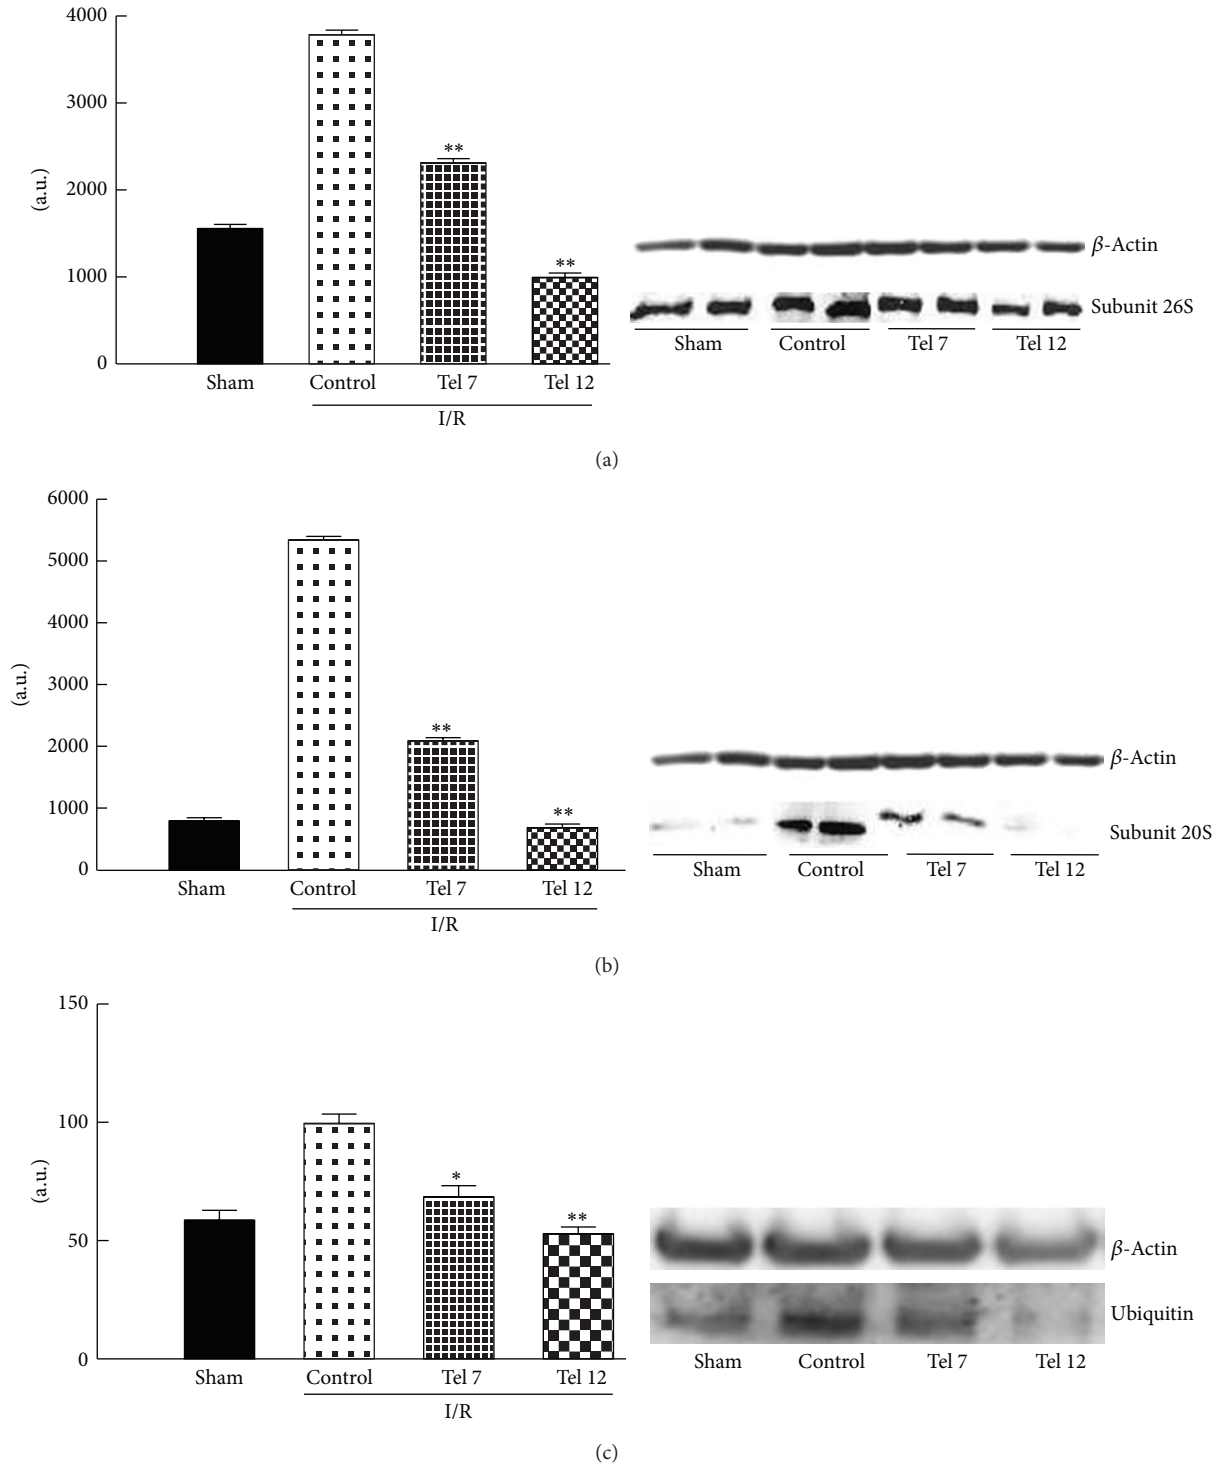 4000
3000
2000
1000
0
(a.u.)
**
**
Sham
Control
Tel 7
Tel 12
I/R
β-Actin
Subunit 26S
Sham
Control
Tel 7
Tel 12
(a)
6000
5000
4000
3000
2000
1000
0
(a.u.)
**
**
Sham
Control
Tel 7
Tel 12
I/R
β-Actin
Subunit 20S
Sham
Control
Tel 7
Tel 12
(b)
150
100
50
0
(a.u.)
*
**
Sham
Control
Tel 7
Tel 12
I/R
β-Actin
Ubiquitin
Sham
Control
Tel 7
Tel 12
(c)